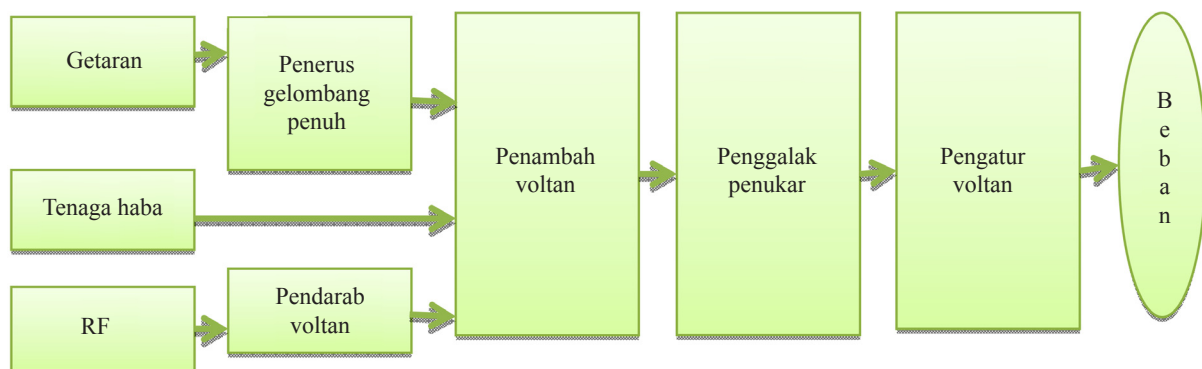 Getaran
Penerus
gelombang
penuh
Tenaga haba
RF
Pendarab
voltan
Penambah
voltan
Penggalak
penukar
Pengatur
voltan
B
e
b
a
n